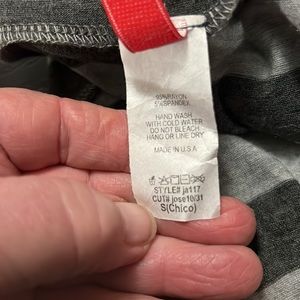 95%RAYON
5%SPANDEX
HAND WASH
WITH COLD WATER
DO NOT BLEACH
HANG OR LINE DRY
MADE IN U.S.A
STYLE# ja117
CUT# jose10/31
S(Chico)